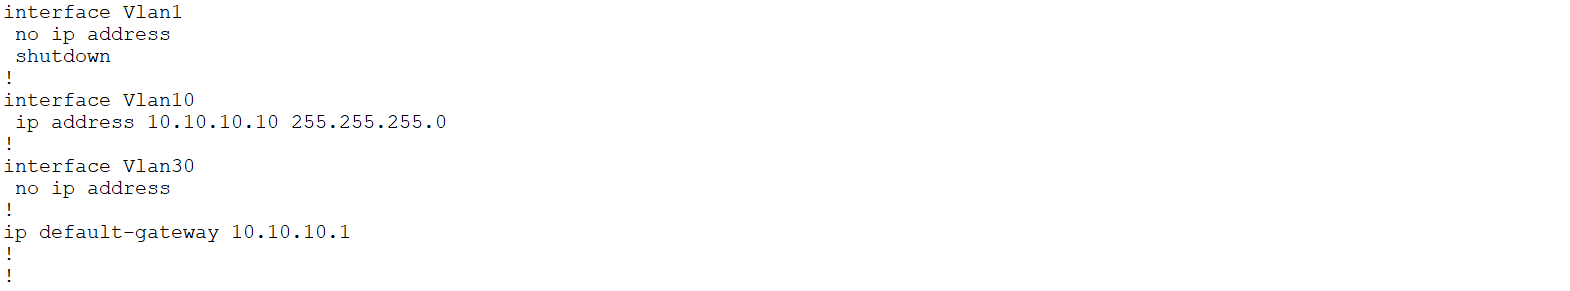 interface Vlan1
 no ip address
 shutdown
!
interface Vlan10
 ip address 10.10.10.10 255.255.255.0
!
interface Vlan30
 no ip address
!
ip default-gateway 10.10.10.1
!
!